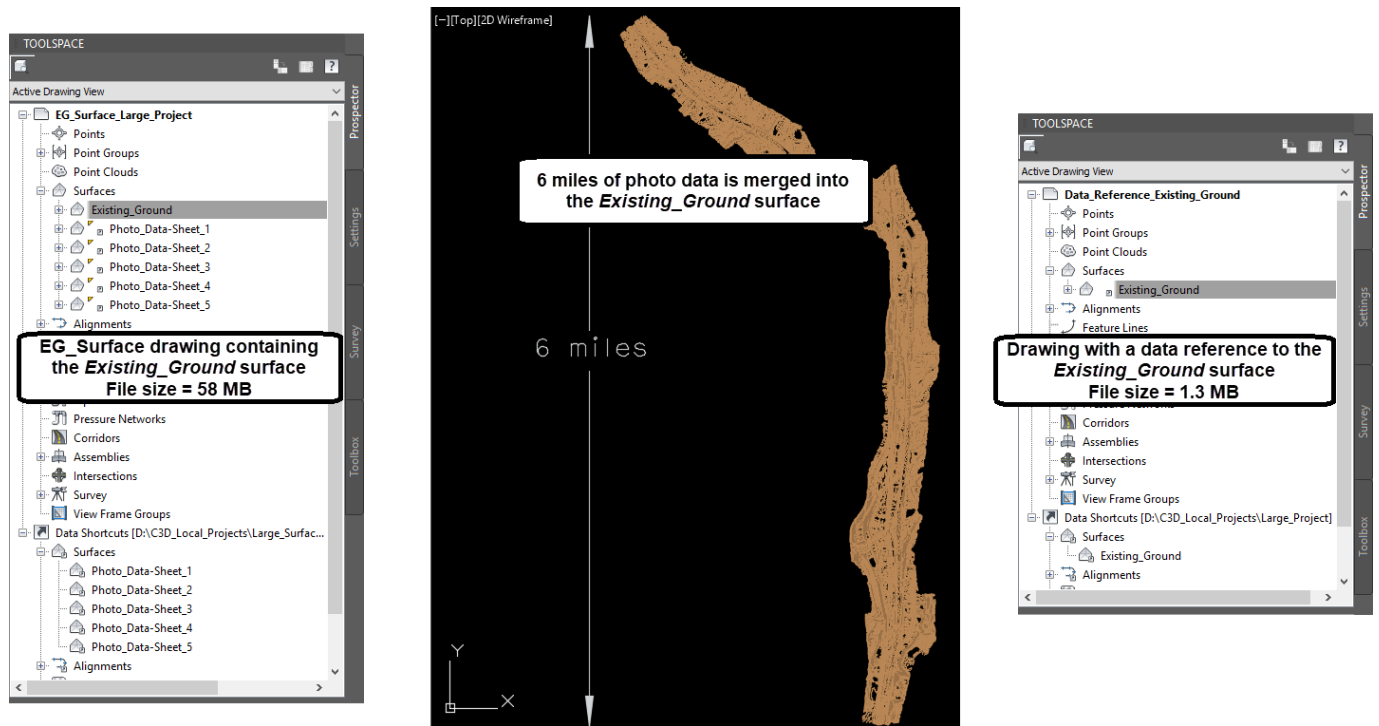 TOOLSPACE
?
Active Drawing View
EG_Surface_Large_Project
Points
Point Groups
Point Clouds
Surfaces
Existing_Ground
Photo_Data-Sheet_1
Photo_Data-Sheet_2
Photo_Data-Sheet_3
Photo_Data-Sheet_4
Photo_Data-Sheet_5
Alignments
EG_Surface drawing containing
the Existing_Ground surface
File size = 58 MB
Pressure Networks
Corridors
Assemblies
Intersections
Survey
View Frame Groups
Data Shortcuts [D:\C3D_Local_Projects\Large_Surfac...
Surfaces
Photo_Data-Sheet_1
Photo_Data-Sheet_2
Photo_Data-Sheet_3
Photo_Data-Sheet_4
Photo_Data-Sheet_5
Alignments
Prospector
Settings
Survey
Toolbox
[−][Top][2D Wireframe]
6 miles of photo data is merged into
the Existing_Ground surface
6 miles
Y
X
TOOLSPACE
?
Active Drawing View
Data_Reference_Existing_Ground
Points
Point Groups
Point Clouds
Surfaces
Existing_Ground
Alignments
Feature Lines
Drawing with a data reference to the
Existing_Ground surface
File size = 1.3 MB
Corridors
Assemblies
Intersections
Survey
View Frame Groups
Data Shortcuts [D:\C3D_Local_Projects\Large_Project]
Surfaces
Existing_Ground
Alignments
Prospector
Settings
Survey
Toolbox